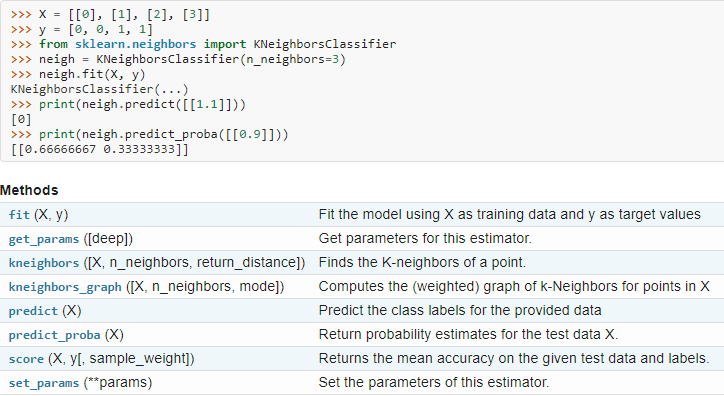 >>> X = [[0], [1], [2], [3]]
>>> y = [0, 0, 1, 1]
>>> from sklearn.neighbors import KNeighborsClassifier
>>> neigh = KNeighborsClassifier(n_neighbors=3)
>>> neigh.fit(X, y)
KNeighborsClassifier(...)
>>> print(neigh.predict([[1.1]]))
[0]
>>> print(neigh.predict_proba([[0.9]]))
[[0.66666667 0.33333333]]
Methods
fit (X, y) Fit the model using X as training data and y as target values
get_params ([deep]) Get parameters for this estimator.
kneighbors ([X, n_neighbors, return_distance]) Finds the K-neighbors of a point.
kneighbors_graph ([X, n_neighbors, mode]) Computes the (weighted) graph of k-Neighbors for points in X
predict (X) Predict the class labels for the provided data
predict_proba (X) Return probability estimates for the test data X.
score (X, y[, sample_weight]) Returns the mean accuracy on the given test data and labels.
set_params (**params) Set the parameters of this estimator.